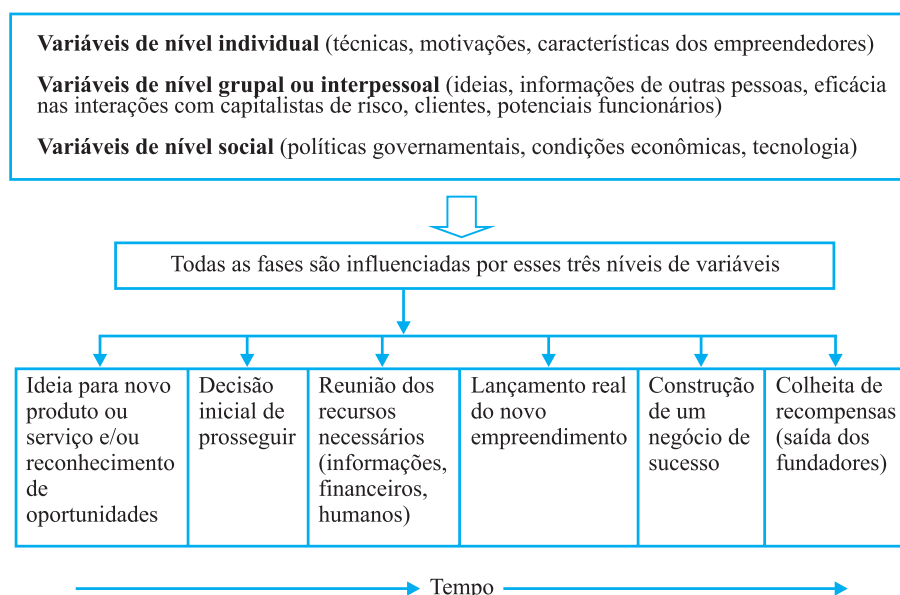 Variáveis de nível individual (técnicas, motivações, características dos empreendedores)
Variáveis de nível grupal ou interpessoal (ideias, informações de outras pessoas, eficácia
nas interações com capitalistas de risco, clientes, potenciais funcionários)
Variáveis de nível social (políticas governamentais, condições econômicas, tecnologia)
Todas as fases são influenciadas por esses três níveis de variáveis
Ideia para novo
produto ou
serviço e/ou
reconhecimento
de
oportunidades
Decisão
inicial de
prosseguir
Reunião dos
recursos
necessários
(informações,
financeiros,
humanos)
Lançamento real
do novo
empreendimento
Construção
de um
negócio de
sucesso
Colheita de
recompensas
(saída dos
fundadores)
Tempo